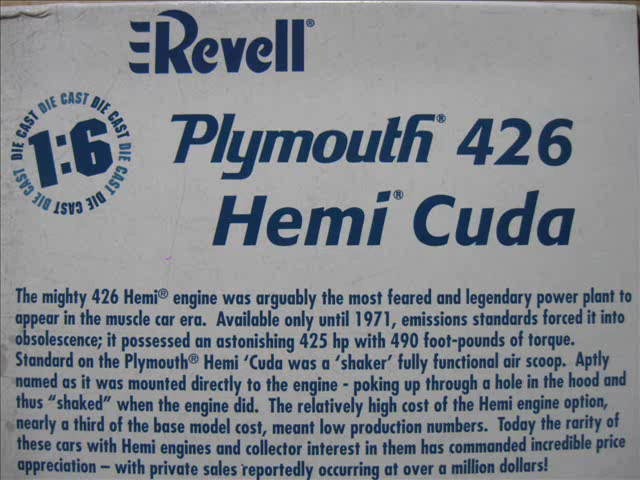 Revell®
DIE CAST DIE CAST DIE CAST DIE CAST DIE CAST
1:6
Plymouth® 426
Hemi® Cuda
The mighty 426 Hemi® engine was arguably the most feared and legendary power plant to
appear in the muscle car era. Available only until 1971, emissions standards forced it into
obsolescence; it possessed an astonishing 425 hp with 490 foot-pounds of torque.
Standard on the Plymouth® Hemi 'Cuda was a 'shaker' fully functional air scoop. Aptly
named as it was mounted directly to the engine - poking up through a hole in the hood and
thus "shaked" when the engine did. The relatively high cost of the Hemi engine option,
nearly a third of the base model cost, meant low production numbers. Today the rarity of
these cars with Hemi engines and collector interest in them has commanded incredible price
appreciation – with private sales reportedly occurring at over a million dollars!